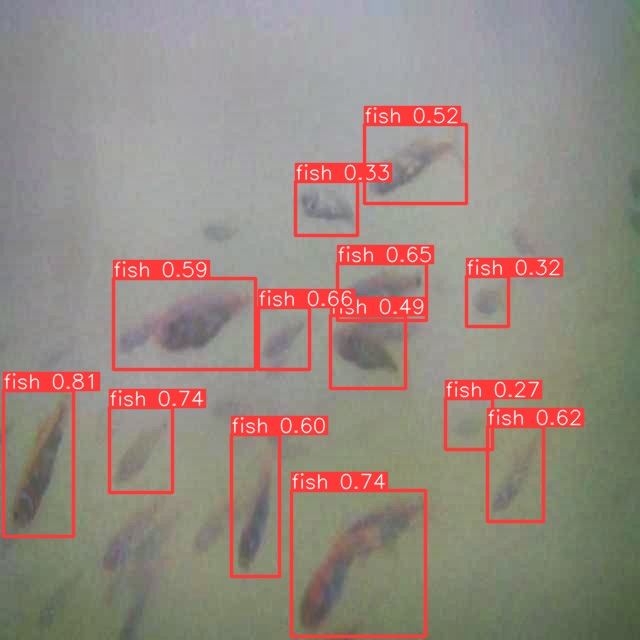 fish 0.52
fish 0.33
fish 0.65
fish 0.59
fish 0.32
fish 0.66
fish 0.49
fish 0.81
fish 0.74
fish 0.27
fish 0.62
fish 0.60
fish 0.74